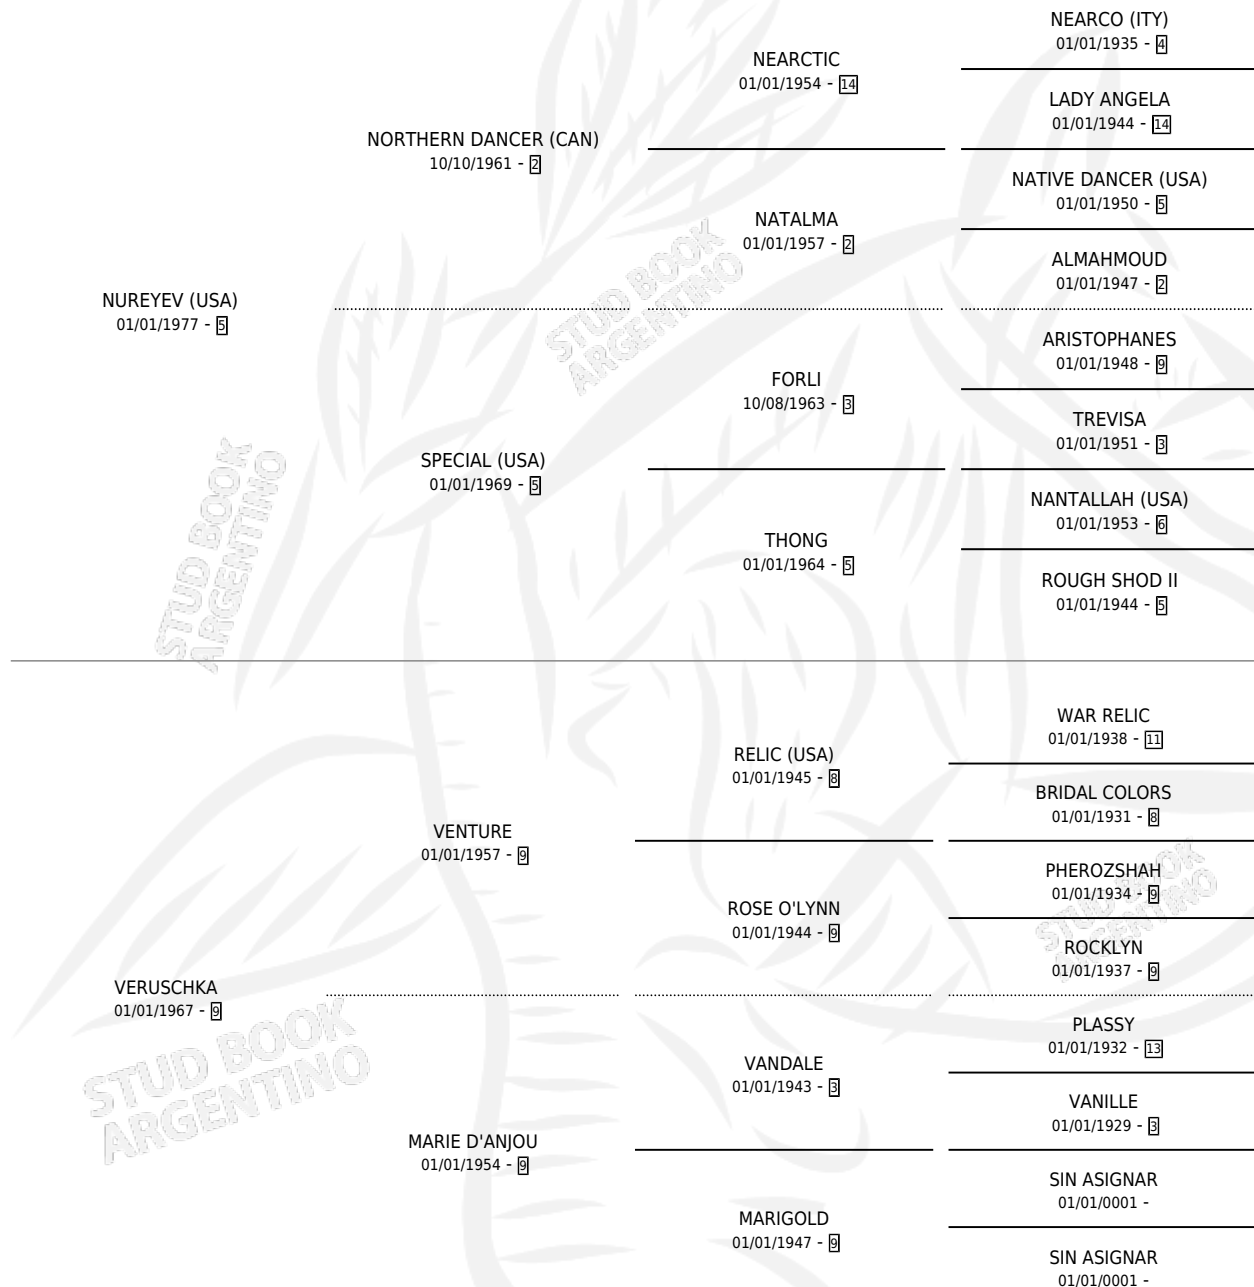 NEARCO (ITY)
01/01/1935 - 4
NEARCTIC
01/01/1954 - 14
LADY ANGELA
01/01/1944 - 14
NORTHERN DANCER (CAN)
10/10/1961 - 2
NATIVE DANCER (USA)
01/01/1950 - 5
NATALMA
01/01/1957 - 2
ALMAHMOUD
01/01/1947 - 2
NUREYEV (USA)
01/01/1977 - 5
STUD BOOK
ARGENTINO
ARISTOPHANES
01/01/1948 - 9
FORLI
10/08/1963 - 3
TREVISA
01/01/1951 - 3
SPECIAL (USA)
01/01/1969 - 5
NANTALLAH (USA)
01/01/1953 - 6
THONG
01/01/1964 - 5
ROUGH SHOD II
01/01/1944 - 5
STUD BOOK
ARGENTINO
WAR RELIC
01/01/1938 - 11
RELIC (USA)
01/01/1945 - 8
BRIDAL COLORS
01/01/1931 - 8
VENTURE
01/01/1957 - 9
PHEROZSHAH
01/01/1934 - 9
ROSE O'LYNN
01/01/1944 - 9
ROCKLYN
01/01/1937 - 9
STUD BOOK
ARGENTINO
VERUSCHKA
01/01/1967 - 9
STUD BOOK
ARGENTINO
PLASSY
01/01/1932 - 13
VANDALE
01/01/1943 - 3
VANILLE
01/01/1929 - 3
MARIE D'ANJOU
01/01/1954 - 9
SIN ASIGNAR
01/01/0001 -
MARIGOLD
01/01/1947 - 9
SIN ASIGNAR
01/01/0001 -